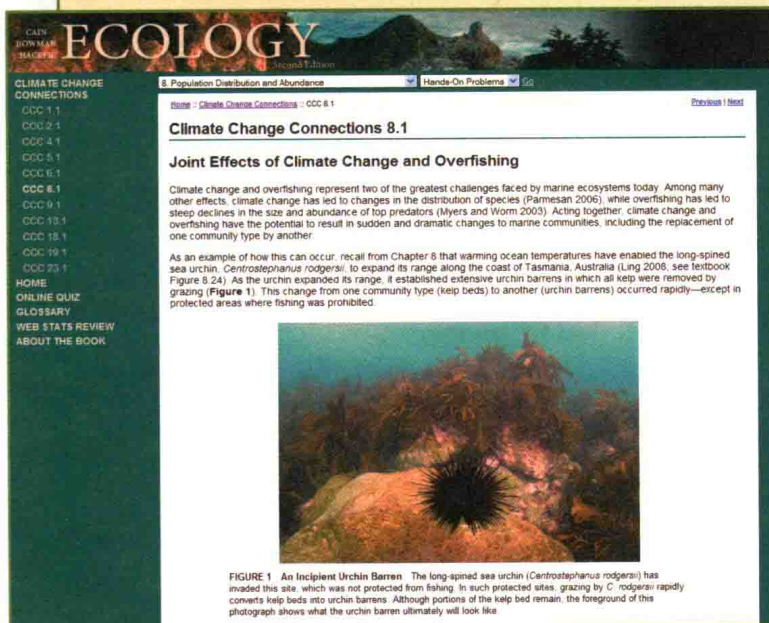 CAIN
BOWMAN
HACKER
ECOLOGY
Second Edition
CLIMATE CHANGE
CONNECTIONS
CCC 1.1
CCC 2.1
CCC 4.1
CCC 5.1
CCC 6.1
CCC 8.1
CCC 9.1
CCC 13.1
CCC 18.1
CCC 19.1
CCC 23.1
HOME
ONLINE QUIZ
GLOSSARY
WEB STATS REVIEW
ABOUT THE BOOK
8. Population Distribution and Abundance
Hands-On Problems
Go
Home :: Climate Change Connections :: CCC 8.1
Previous | Next
Climate Change Connections 8.1
Joint Effects of Climate Change and Overfishing
Climate change and overfishing represent two of the greatest challenges faced by marine ecosystems today. Among many
other effects, climate change has led to changes in the distribution of species (Parmesan 2006), while overfishing has led to
steep declines in the size and abundance of top predators (Myers and Worm 2003). Acting together, climate change and
overfishing have the potential to result in sudden and dramatic changes to marine communities, including the replacement of
one community type by another.
As an example of how this can occur, recall from Chapter 8 that warming ocean temperatures have enabled the long-spined
sea urchin, Centrostephanus rodgersii, to expand its range along the coast of Tasmania, Australia (Ling 2008; see textbook
Figure 8.24). As the urchin expanded its range, it established extensive urchin barrens in which all kelp were removed by
grazing (Figure 1). This change from one community type (kelp beds) to another (urchin barrens) occurred rapidly—except in
protected areas where fishing was prohibited.
FIGURE 1 An Incipient Urchin Barren The long-spined sea urchin (Centrostephanus rodgersii) has
invaded this site, which was not protected from fishing. In such protected sites, grazing by C. rodgersii rapidly
converts kelp beds into urchin barrens. Although portions of the kelp bed remain, the foreground of this
photograph shows what the urchin barren ultimately will look like.